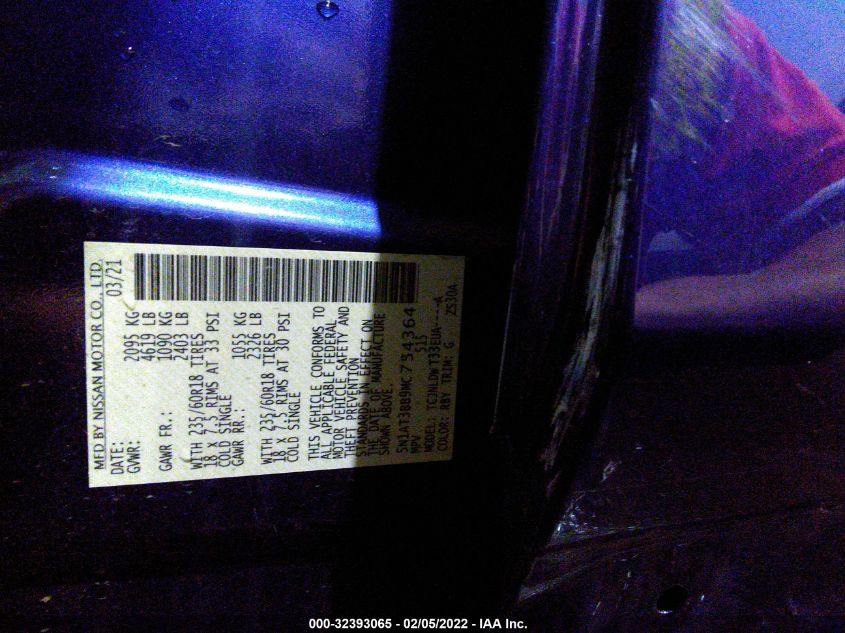 MFD BY NISSAN MOTOR CO., LTD.
DATE: 03/21
GVWR: 2095 KG
4619 LB
GAWR FR.: 1090 KG
2403 LB
WITH 235/60R18 TIRES
18 X 7.5 RIMS AT 33 PSI
COLD SINGLE
GAWR RR.: 1055 KG
2326 LB
WITH 235/60R18 TIRES
18 X 7.5 RIMS AT 30 PSI
COLD SINGLE
THIS VEHICLE CONFORMS TO
ALL APPLICABLE FEDERAL
MOTOR VEHICLE SAFETY AND
THEFT PREVENTION
STANDARDS IN EFFECT ON
THE DATE OF MANUFACTURE
SHOWN ABOVE.
5N1AT3BB9MC754364
MPV S15
MODEL: TCJNLDWT33EUA----A
COLOR: RBY TRIM: G ZS30A
000-32393065 - 02/05/2022 - IAA Inc.